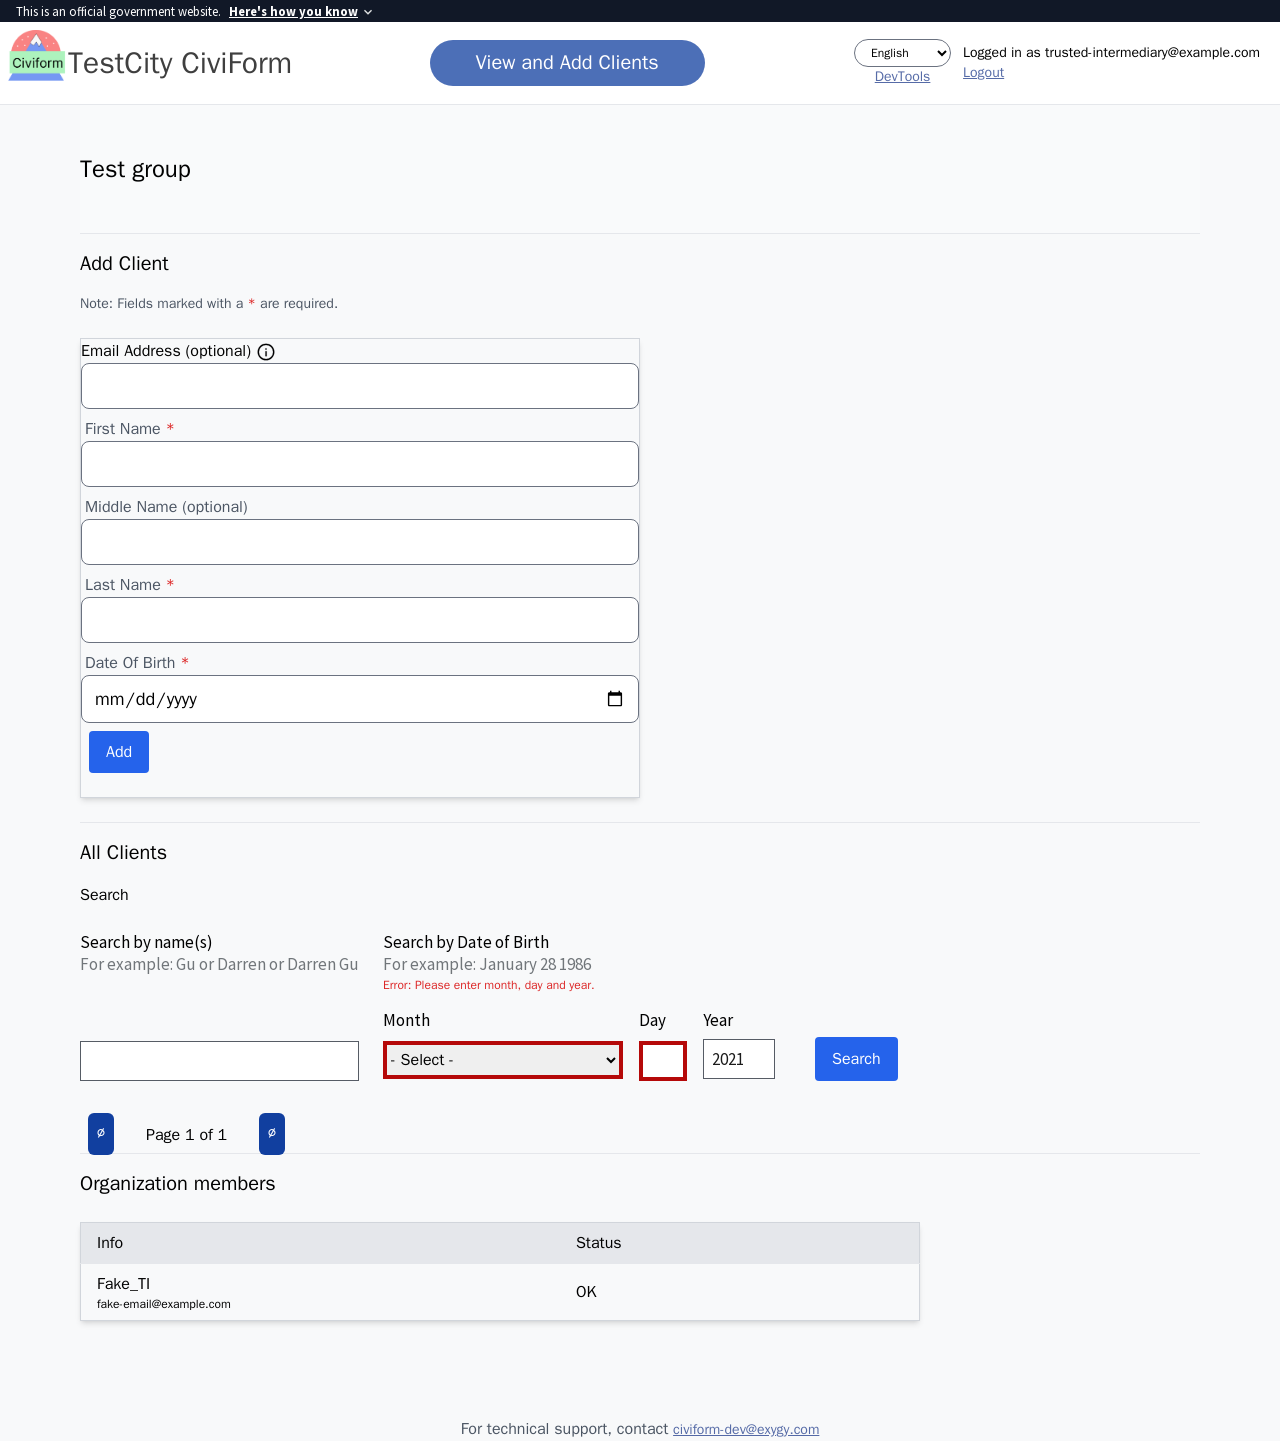 This is an official government website. Here's how you know
Civiform
TestCity CiviForm
View and Add Clients
English
DevTools
Logged in as trusted-intermediary@example.com
Logout
Test group
Add Client
Note: Fields marked with a * are required.
Email Address (optional)
First Name *
Middle Name (optional)
Last Name *
Date Of Birth *
mm/dd/yyyy
Add
All Clients
Search
Search by name(s)
For example: Gu or Darren or Darren Gu
Search by Date of Birth
For example: January 28 1986
Error: Please enter month, day and year.
Month Day Year
- Select - 2021 Search
∅ Page 1 of 1 ∅
Organization members
Info Status
Fake_TI
fake-email@example.com
OK
For technical support, contact civiform-dev@exygy.com